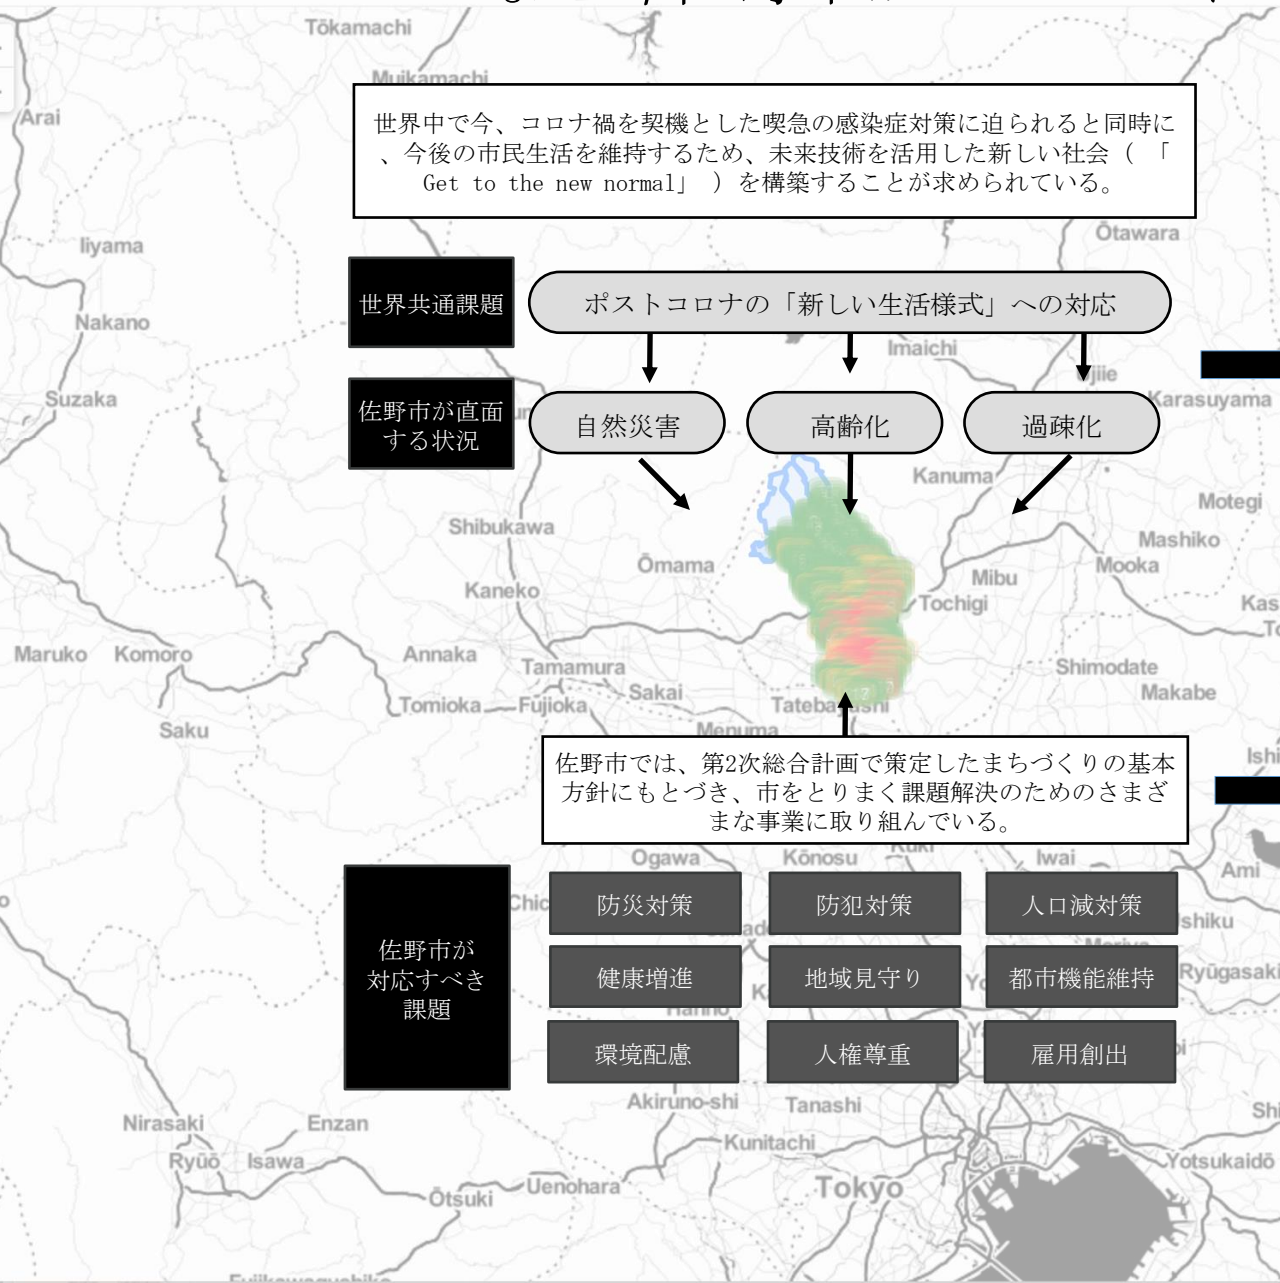 Tōkamachi
Muikamachi
Arai
世界中で今、コロナ禍を契機とした喫急の感染症対策に迫られると同時に
、今後の市民生活を維持するため、未来技術を活用した新しい社会（ 「
Get to the new normal」 ）を構築することが求められている。
Iiyama
Ōtawara
世界共通課題
ポストコロナの「新しい生活様式」への対応
Nakano
Imaichi
Suzaka
Karasuyama
佐野市が直面
する状況
自然災害
高齢化
過疎化
Kanuma
Motegi
Shibukawa
Mashiko
Ōmama
Mooka
Mibu
Kaneko
Tochigi
Maruko
Komoro
Annaka
Tamamura
Shimodate
Sakai
Makabe
Tomioka
Fujioka
Saku
Menuma
佐野市では、第2次総合計画で策定したまちづくりの基本
方針にもとづき、市をとりまく課題解決のためのさまざ
まな事業に取り組んでいる。
Ogawa
Kōnosu
Iwai
Ami
佐野市が
対応すべき
課題
防災対策
防犯対策
人口減対策
健康増進
地域見守り
都市機能維持
Ryūgasaki
環境配慮
人権尊重
雇用創出
Akiruno-shi
Tanashi
Nirasaki
Enzan
Kunitachi
Ryūō
Isawa
Yotsukaidō
Ōtsuki
Uenohara
Tokyo